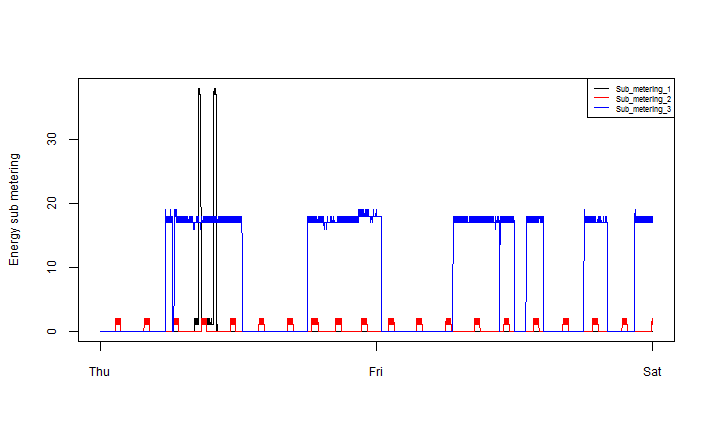 Sub_metering_1
Sub_metering_2
Sub_metering_3
Energy sub metering
30
20
10
0
Thu
Fri
Sat